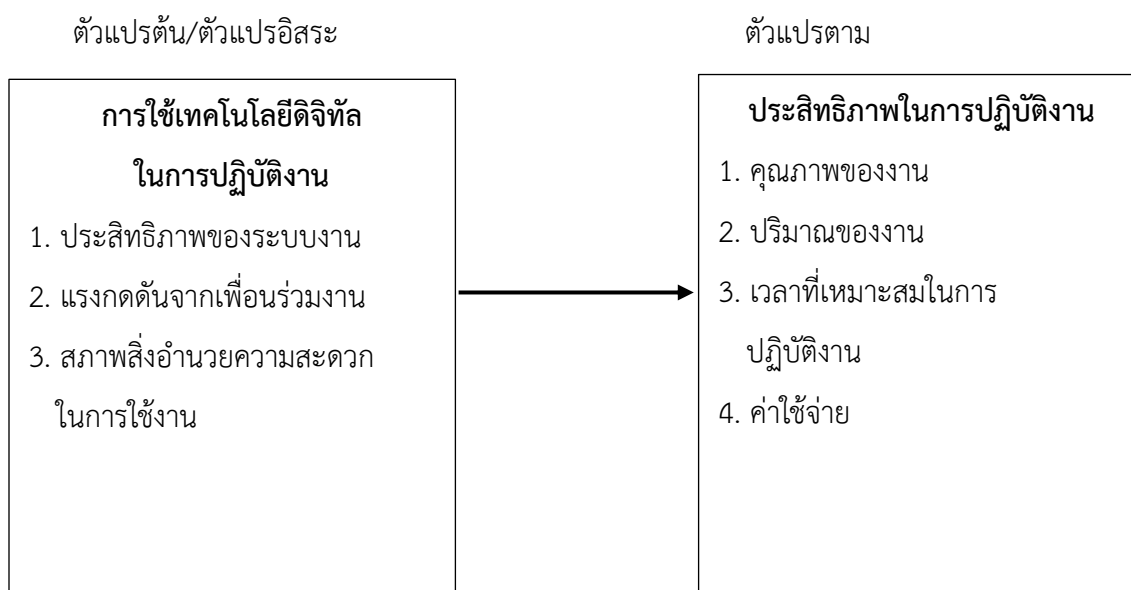 ตัวแปรต้น/ตัวแปรอิสระ
ตัวแปรตาม
การใช้เทคโนโลยีดิจิทัล
ในการปฏิบัติงาน
1. ประสิทธิภาพของระบบงาน
2. แรงกดดันจากเพื่อนร่วมงาน
3. สภาพสิ่งอำนวยความสะดวก
ในการใช้งาน
ประสิทธิภาพในการปฏิบัติงาน
1. คุณภาพของงาน
2. ปริมาณของงาน
3. เวลาที่เหมาะสมในการ
ปฏิบัติงาน
4. ค่าใช้จ่าย